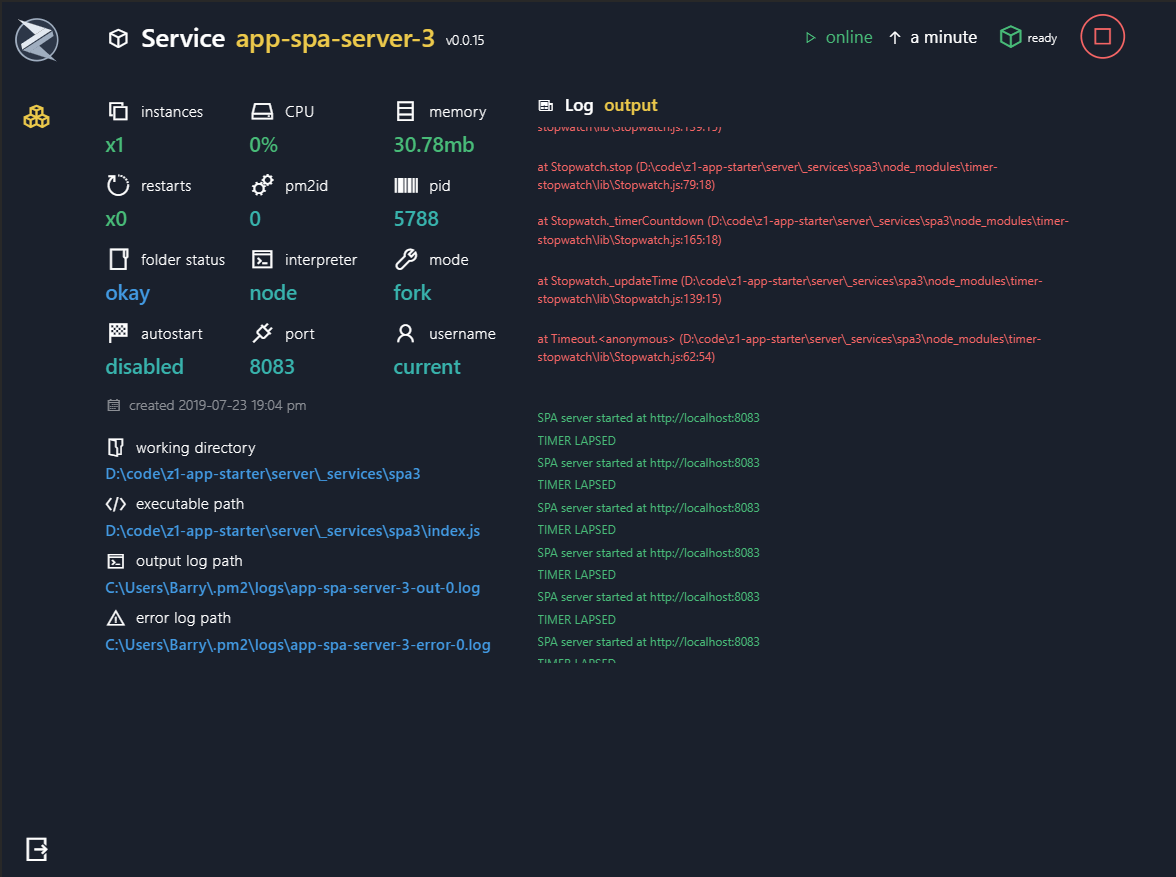 Service app-spa-server-3 v0.0.15
online a minute ready
instances CPU memory
x1 0% 30.78mb
restarts pm2id pid
x0 0 5788
folder status interpreter mode
okay node fork
autostart port username
disabled 8083 current
created 2019-07-23 19:04 pm
working directory
D:\code\z1-app-starter\server\_services\spa3
executable path
D:\code\z1-app-starter\server\_services\spa3\index.js
output log path
C:\Users\Barry\.pm2\logs\app-spa-server-3-out-0.log
error log path
C:\Users\Barry\.pm2\logs\app-spa-server-3-error-0.log
Log output
stopwatch\lib\Stopwatch.js:139:15)
at Stopwatch.stop (D:\code\z1-app-starter\server\_services\spa3\node_modules\timer-
stopwatch\lib\Stopwatch.js:79:18)
at Stopwatch._timerCountdown (D:\code\z1-app-starter\server\_services\spa3\node_modules\timer-
stopwatch\lib\Stopwatch.js:165:18)
at Stopwatch._updateTime (D:\code\z1-app-starter\server\_services\spa3\node_modules\timer-
stopwatch\lib\Stopwatch.js:139:15)
at Timeout.<anonymous> (D:\code\z1-app-starter\server\_services\spa3\node_modules\timer-
stopwatch\lib\Stopwatch.js:62:54)
SPA server started at http://localhost:8083
TIMER LAPSED
SPA server started at http://localhost:8083
TIMER LAPSED
SPA server started at http://localhost:8083
TIMER LAPSED
SPA server started at http://localhost:8083
TIMER LAPSED
SPA server started at http://localhost:8083
TIMER LAPSED
SPA server started at http://localhost:8083
TIMER LAPSED